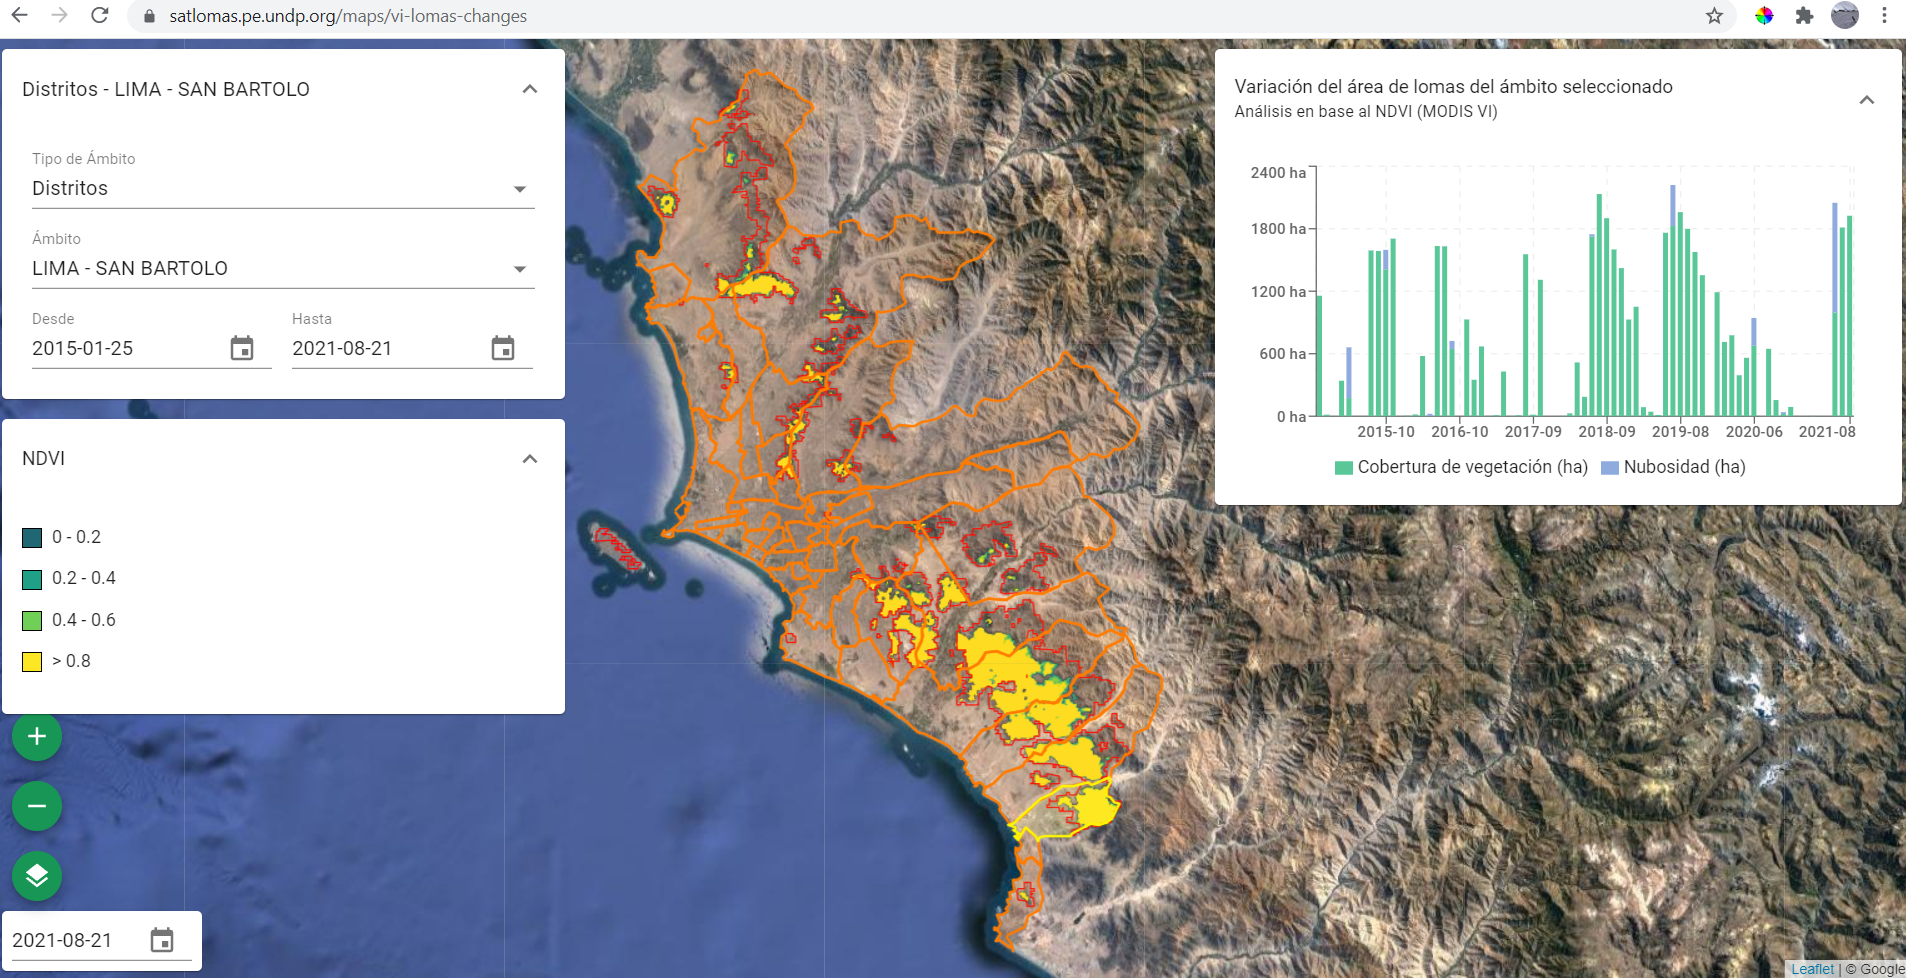 satlomas.pe.undp.org/maps/vi-lomas-changes
Distritos - LIMA - SAN BARTOLO
Tipo de Ámbito
Distritos
Ámbito
LIMA - SAN BARTOLO
Desde
Hasta
2015-01-25
2021-08-21
NDVI
0 - 0.2
0.2 - 0.4
0.4 - 0.6
> 0.8
+
−
2021-08-21
Variación del área de lomas del ámbito seleccionado
Análisis en base al NDVI (MODIS VI)
2400 ha
1800 ha
1200 ha
600 ha
0 ha
2015-10 2016-10 2017-09 2018-09 2019-08 2020-06 2021-08
Cobertura de vegetación (ha) Nubosidad (ha)
Leaflet | © Google